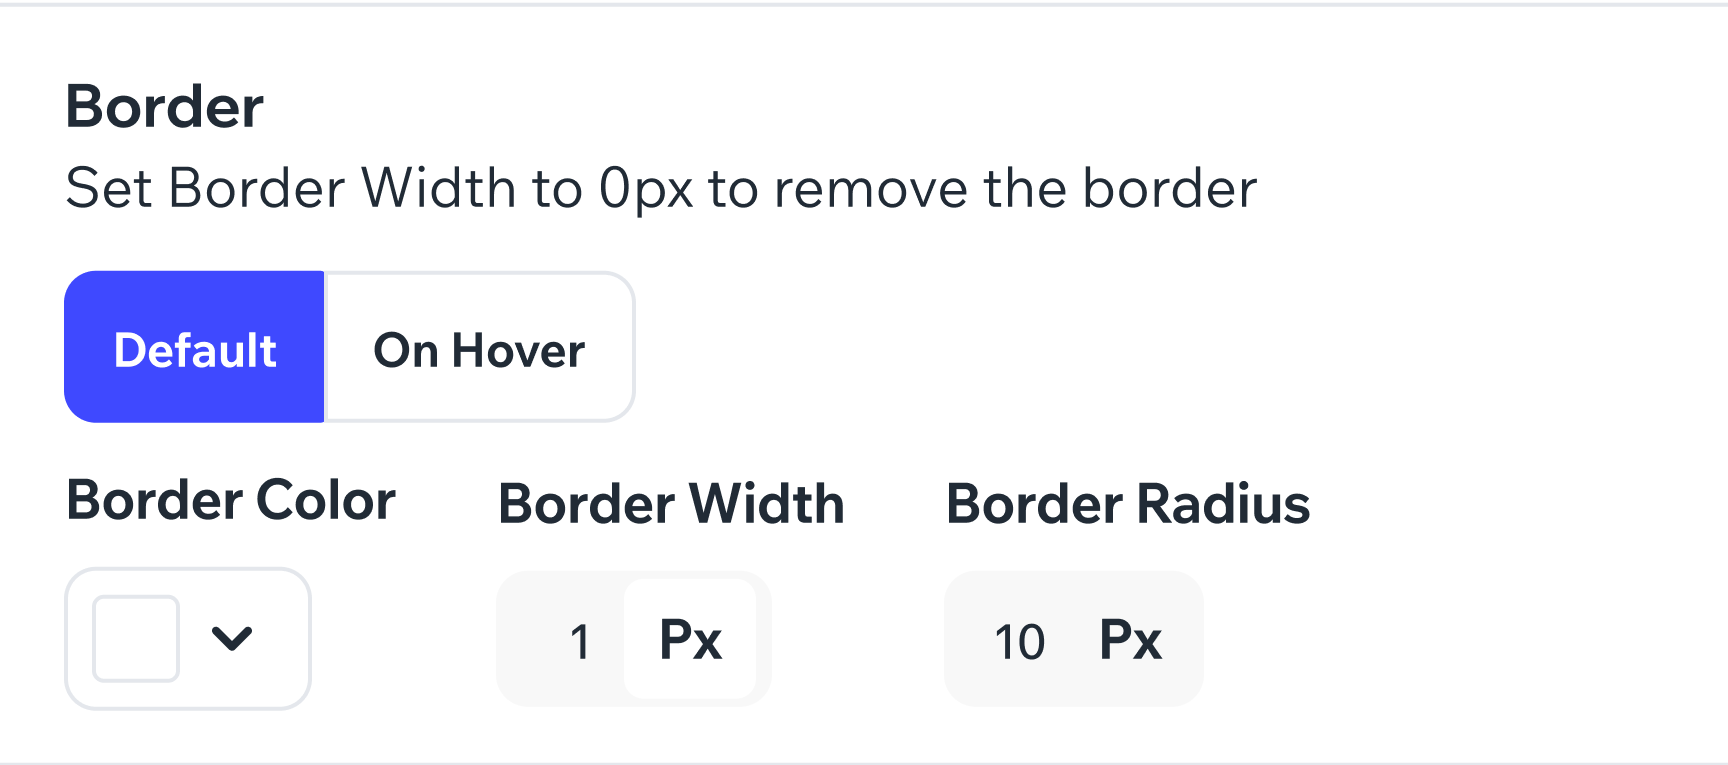 Border
Set Border Width to 0px to remove the border
Default On Hover
Border Color Border Width Border Radius
1 Px 10 Px